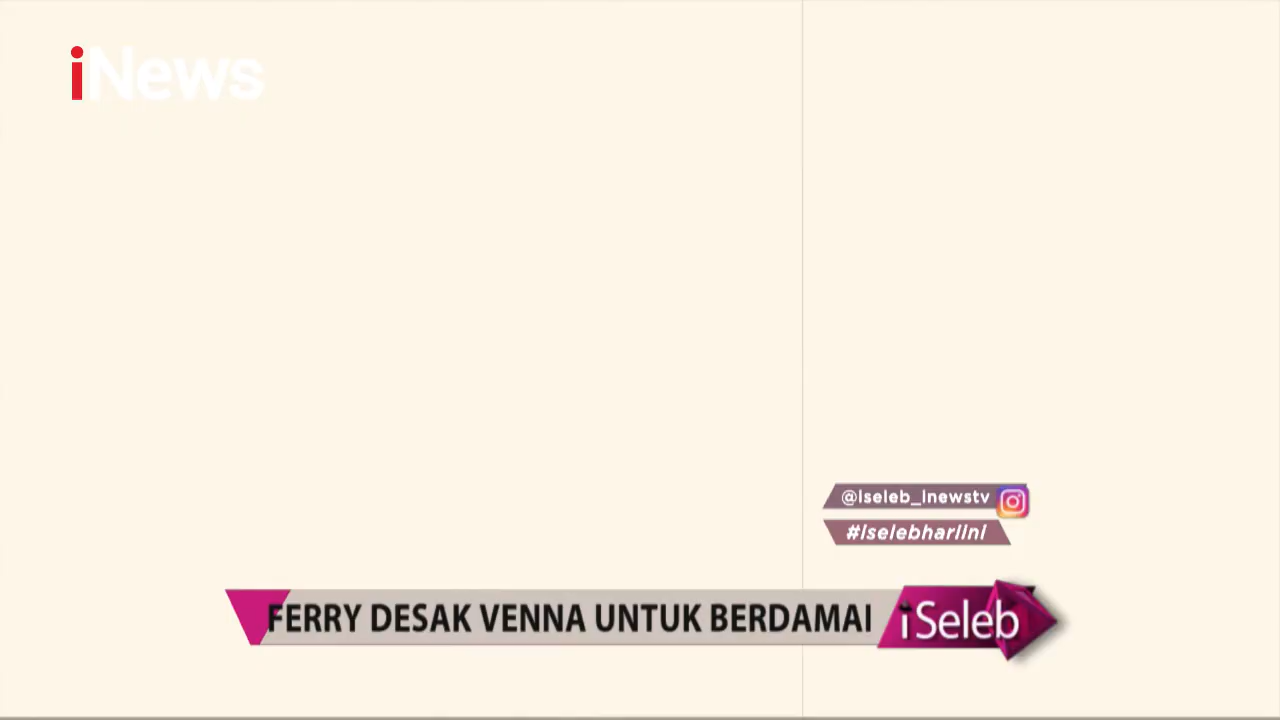 iNews
@iseleb_inewstv
#iselebhariini
FERRY DESAK VENNA UNTUK BERDAMAI
iSeleb